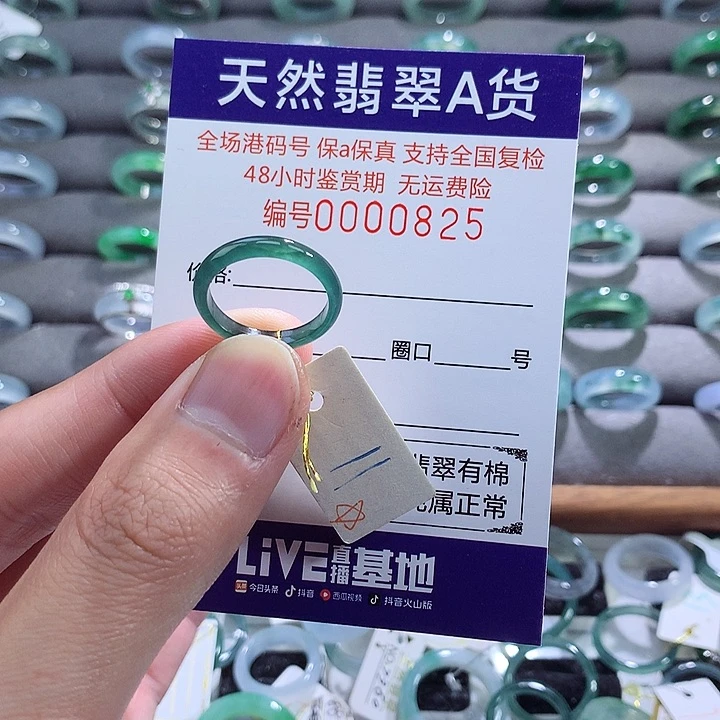 天然翡翠A货
全场港码号 保a保真 支持全国复检
48小时鉴赏期 无运费险
编号0000825
价格:
圈口 号
翡翠有棉
属正常
LiVE直播基地
今日头条 抖音 西瓜视频 抖音火山版